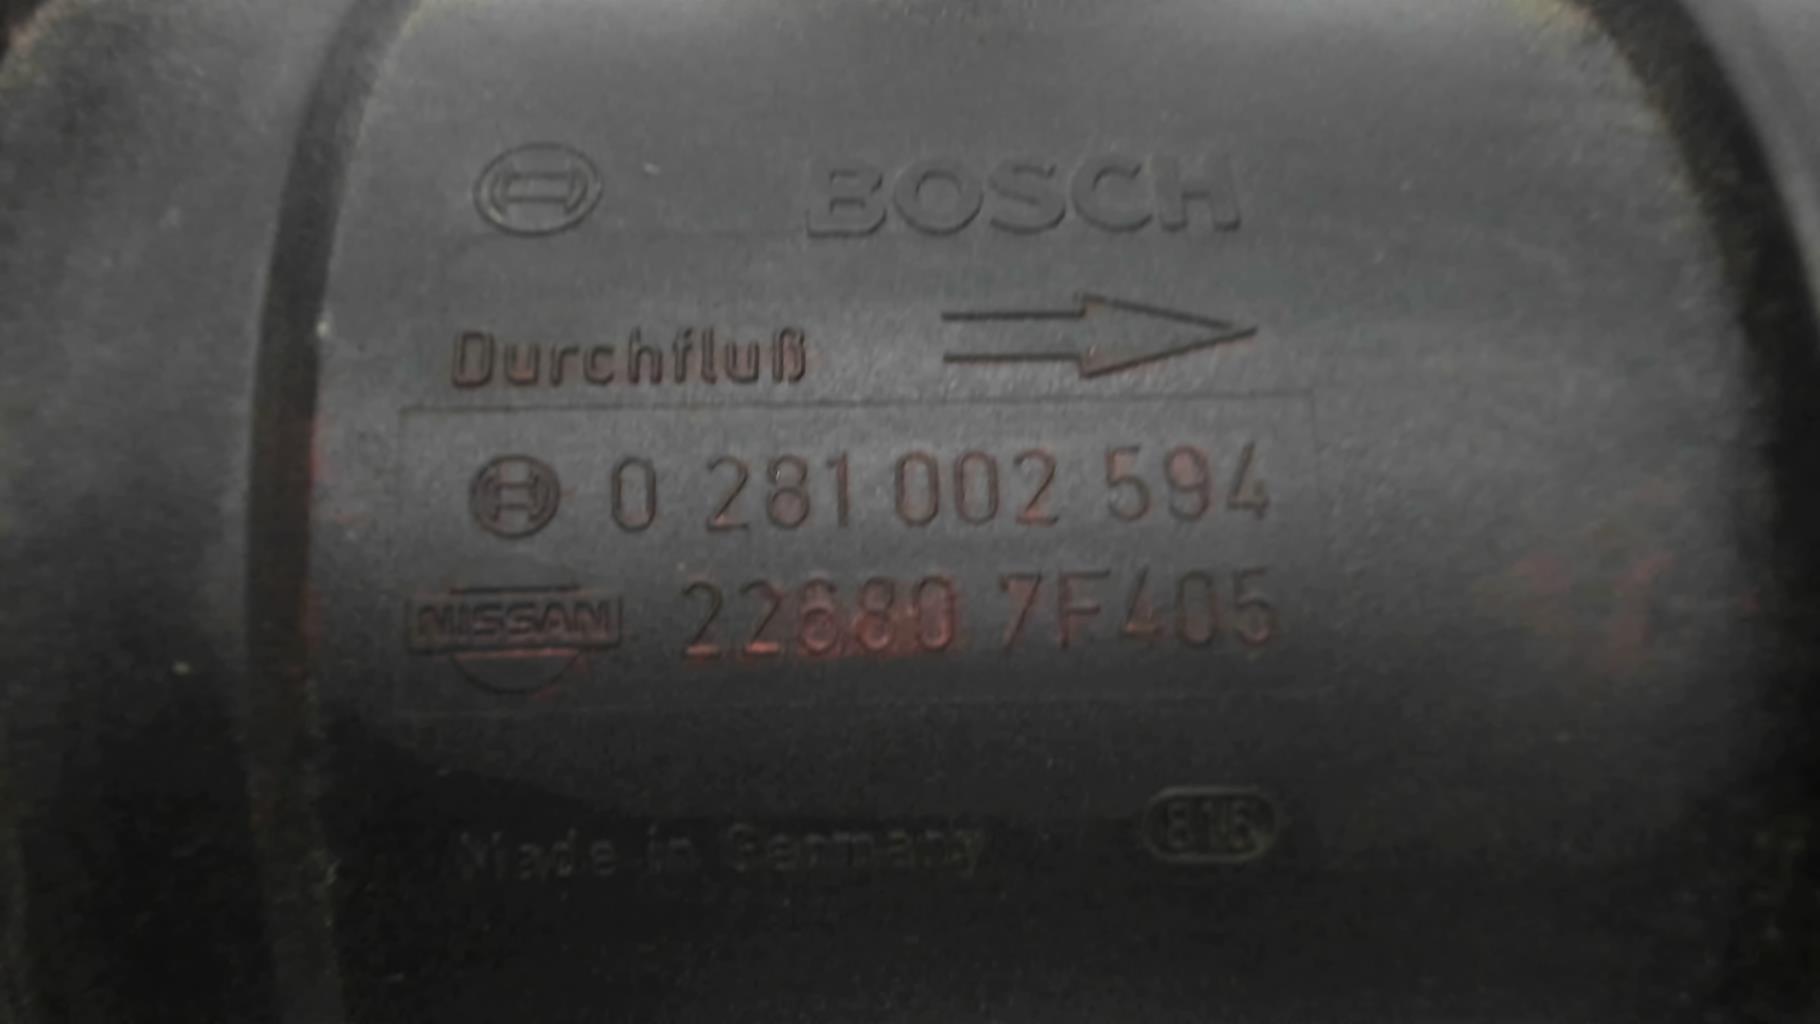 BOSCH
Durchfluß
0 281 002 594
NISSAN 22680 7F405
Made in Germany 816